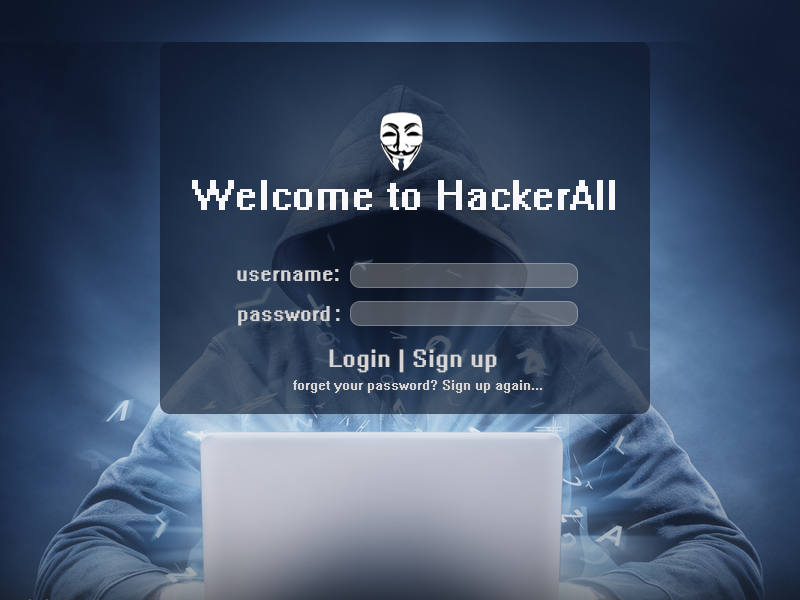 Welcome to HackerAll
username:
password :
Login | Sign up
forget your password? Sign up again...